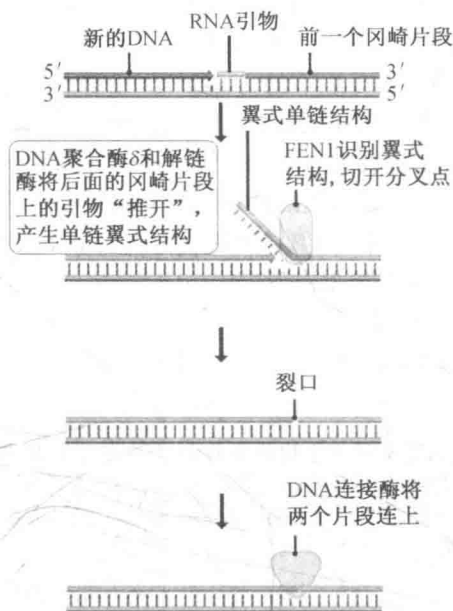 RNA引物
新的DNA
前一个冈崎片段
5′
3′
3′
5′
翼式单链结构
DNA聚合酶δ和解链
酶将后面的冈崎片段
上的引物“推开”，
产生单链翼式结构
FEN1识别翼式
结构,切开分叉点
裂口
DNA连接酶将
两个片段连上